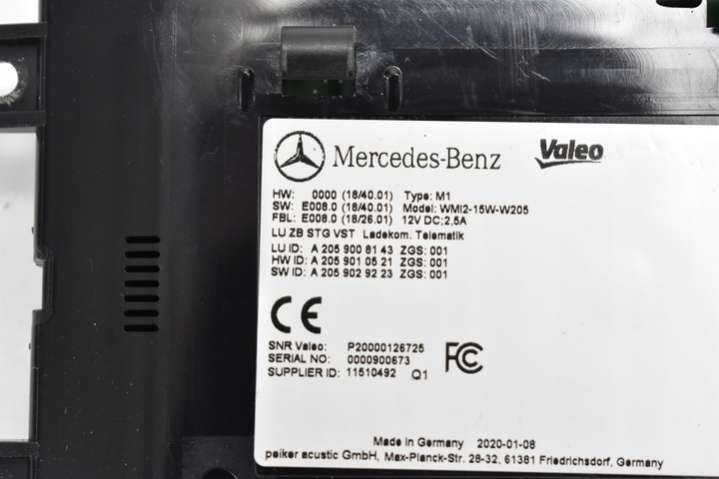 Mercedes-Benz Valeo
HW: 0000 (18/40.01) Type: M1
SW: E008.0 (18/40.01) Model: WMI2-15W-W205
FBL: E008.0 (18/26.01) 12V DC;2,5A
LU ZB STG VST Ladekom. Telematik
LU ID: A 205 900 81 43 ZGS: 001
HW ID: A 205 901 05 21 ZGS: 001
SW ID: A 205 902 92 23 ZGS: 001
CE
SNR Valeo: P20000126725
SERIAL NO: 0000900673
SUPPLIER ID: 11510492 Q1
FC
Made in Germany 2020-01-08
peiker acustic GmbH, Max-Planck-Str. 28-32, 61381 Friedrichsdorf, Germany